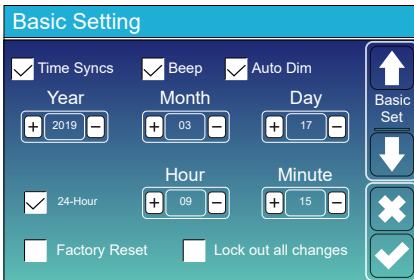 Basic Setting
Time Syncs Beep Auto Dim
Year Month Day
+ 2019 − + 03 − + 17 −
Basic
Set
Hour Minute
24-Hour + 09 − + 15 −
Factory Reset Lock out all changes